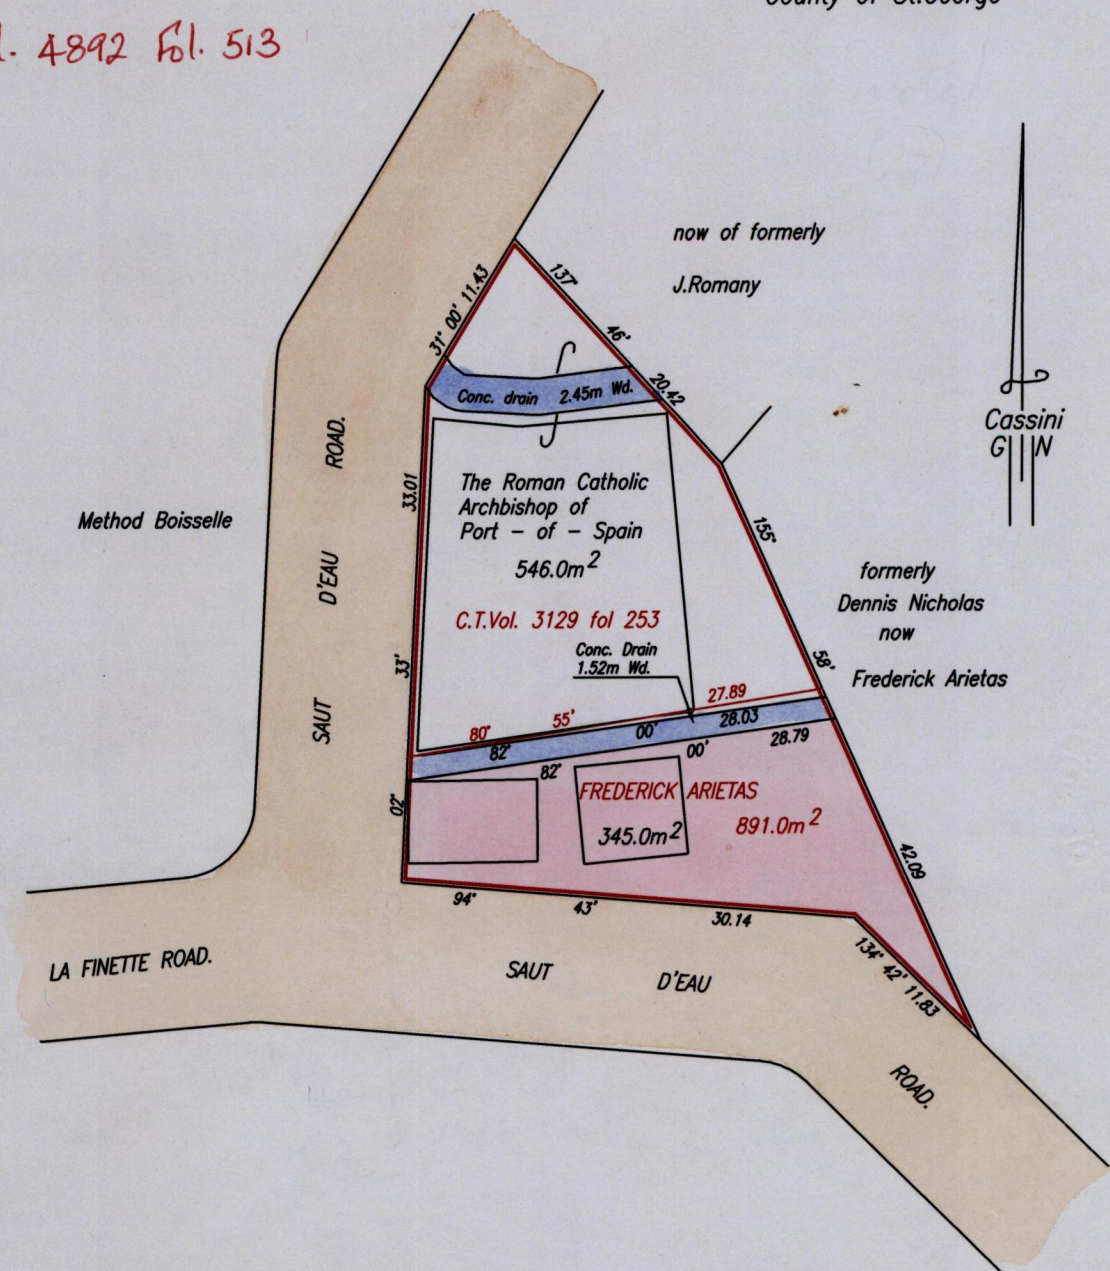 4892 Fol. 513
now of formerly
J.Romany
31° 00' 11.43
137°
46'
20.42
Conc. drain 2.45m Wd.
Cassini
G N
ROAD.
D'EAU
SAUT
33.01
33'
02°
Method Boisselle
The Roman Catholic
Archbishop of
Port - of - Spain
546.0m2
C.T.Vol. 3129 fol 253
Conc. Drain
1.52m Wd.
155°
58'
42.09
formerly
Dennis Nicholas
now
Frederick Arietas
80° 55' 27.89
82° 00' 28.03
82° 00' 28.79
FREDERICK ARIETAS
345.0m2
891.0m2
94° 43' 30.14
134° 42' 11.83
LA FINETTE ROAD.
SAUT D'EAU
ROAD.